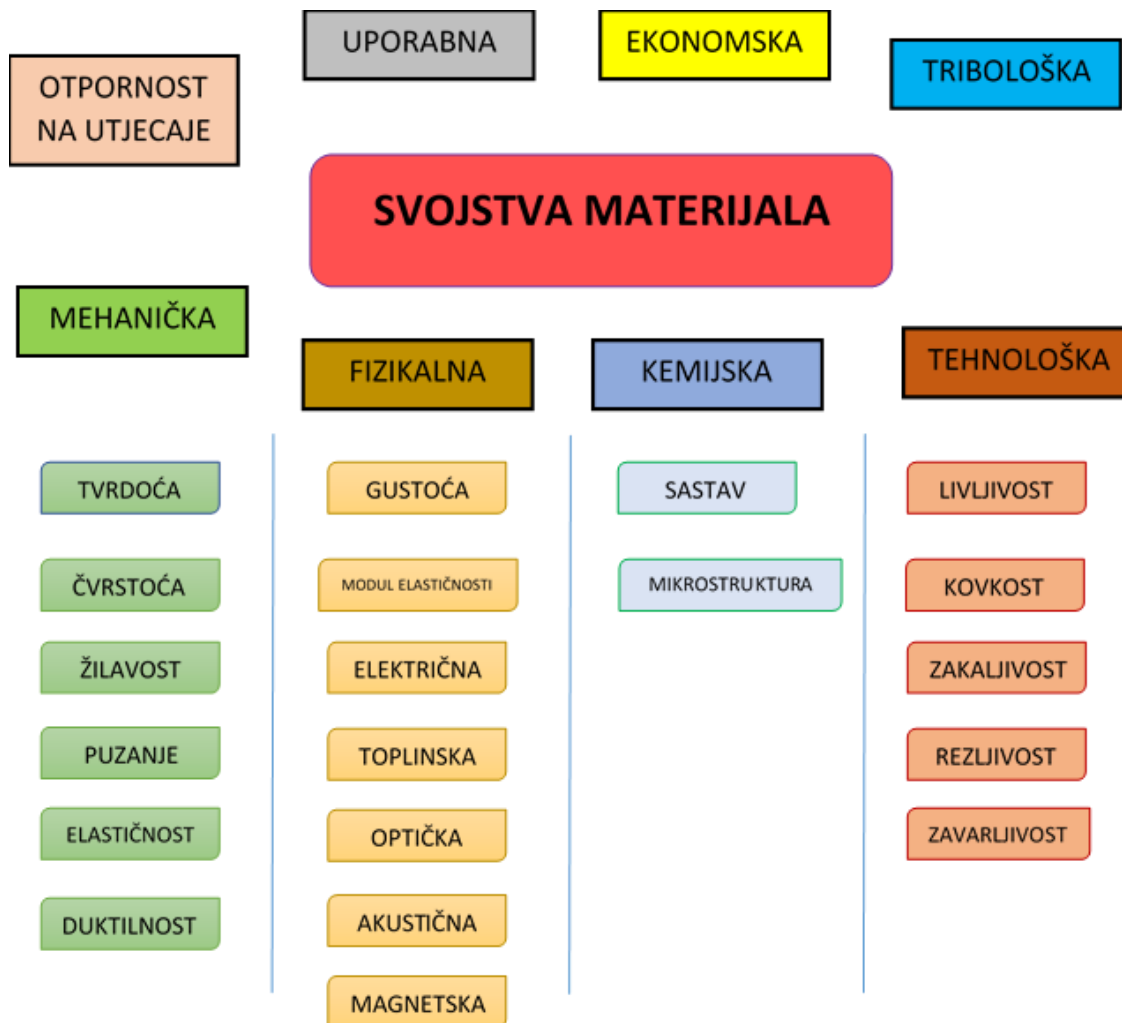 OTPORNOST
NA UTJECAJE
UPORABNA
EKONOMSKA
TRIBOLOŠKA
SVOJSTVA MATERIJALA
MEHANIČKA
FIZIKALNA
KEMIJSKA
TEHNOLOŠKA
TVRDOĆA
ČVRSTOĆA
ŽILAVOST
PUZANJE
ELASTIČNOST
DUKTILNOST
GUSTOĆA
MODUL ELASTIČNOSTI
ELEKTRIČNA
TOPLINSKA
OPTIČKA
AKUSTIČNA
MAGNETSKA
SASTAV
MIKROSTRUKTURA
LIVLJIVOST
KOVKOST
ZAKALJIVOST
REZLJIVOST
ZAVARLJIVOST